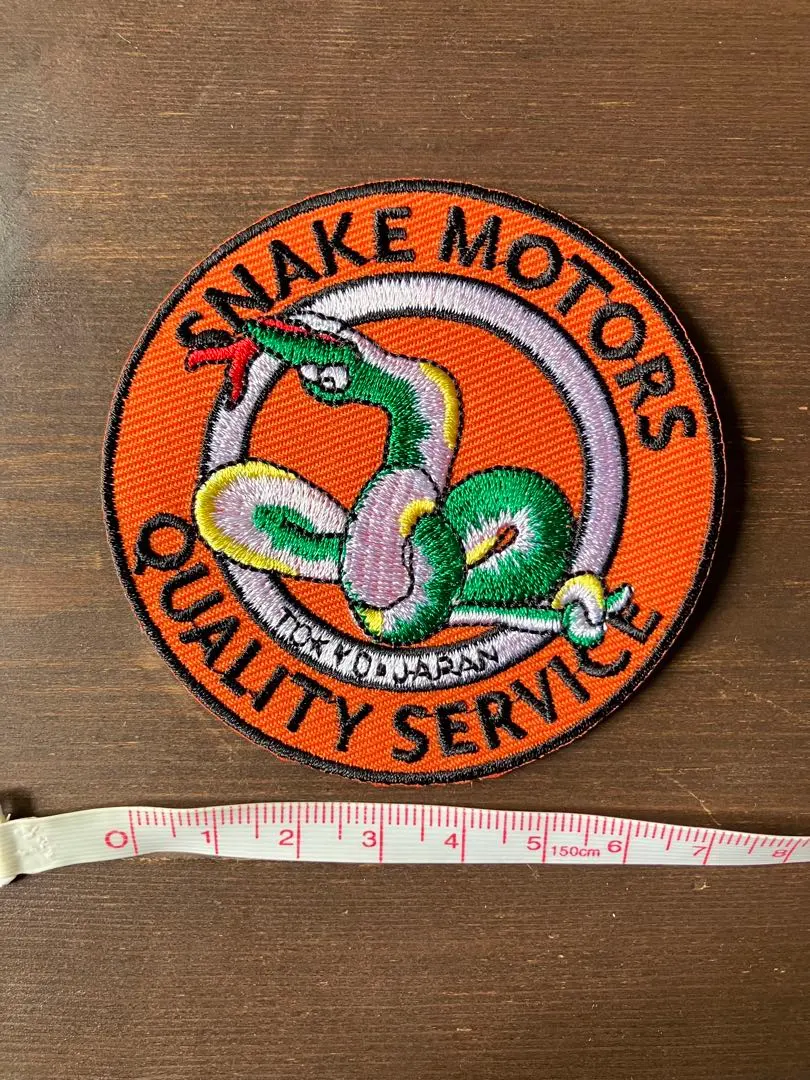 SNAKE MOTORS
TOKYO JAPAN
QUALITY SERVICE
0 1 2 3 4 5 150cm 6 7 8